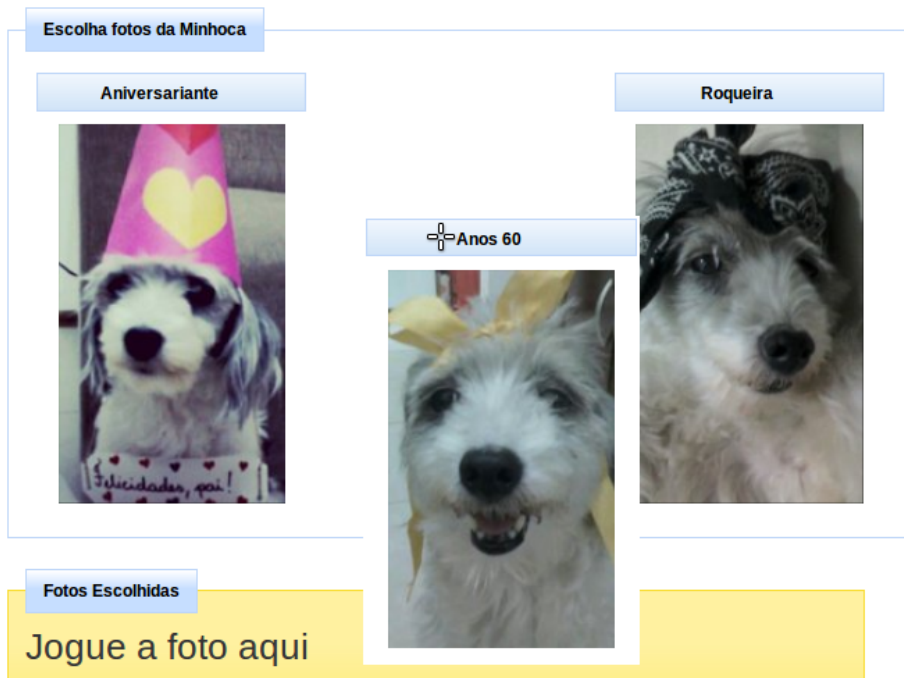 Escolha fotos da Minhoca
Aniversariante
Roqueira
Anos 60
Felicidades, pai!
Fotos Escolhidas
Jogue a foto aqui